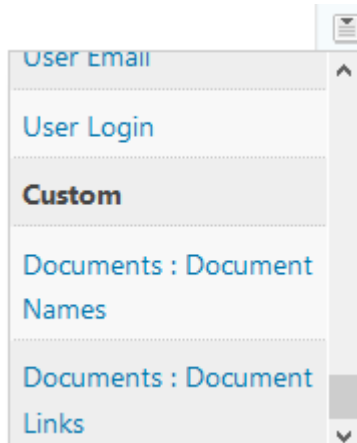 User Email
User Login
Custom
Documents : Document
Names
Documents : Document
Links